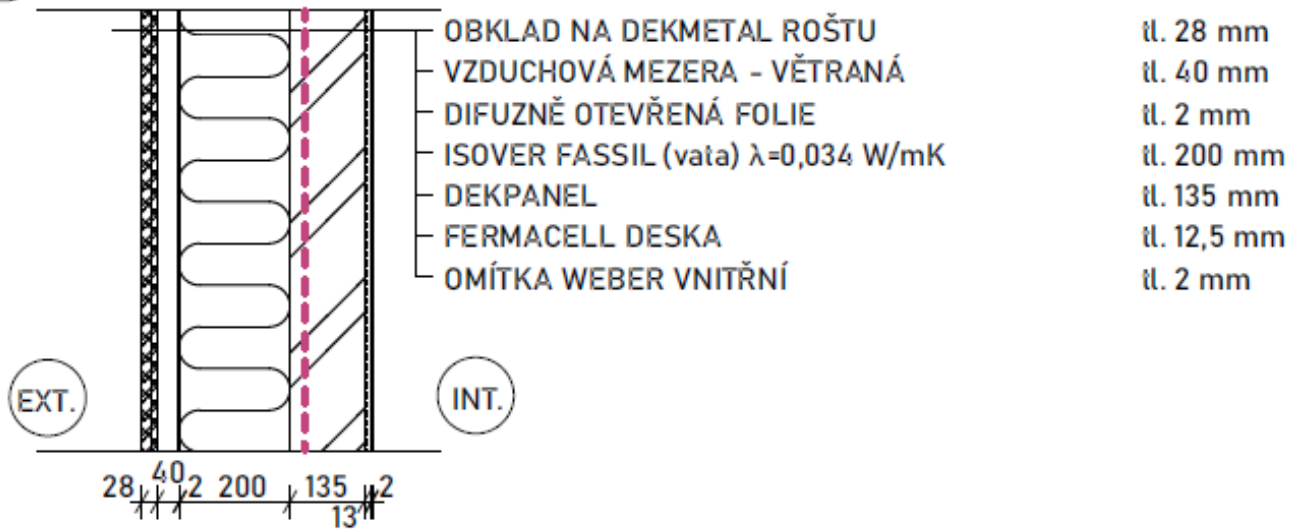 OBKLAD NA DEKMETAL ROŠTU tl. 28 mm
VZDUCHOVÁ MEZERA - VĚTRANÁ tl. 40 mm
DIFUZNĚ OTEVŘENÁ FOLIE tl. 2 mm
ISOVER FASSIL (vata) λ=0,034 W/mK tl. 200 mm
DEKPANEL tl. 135 mm
FERMACELL DESKA tl. 12,5 mm
OMÍTKA WEBER VNITŘNÍ tl. 2 mm
EXT. INT.
28 40 2 200 135 13 2